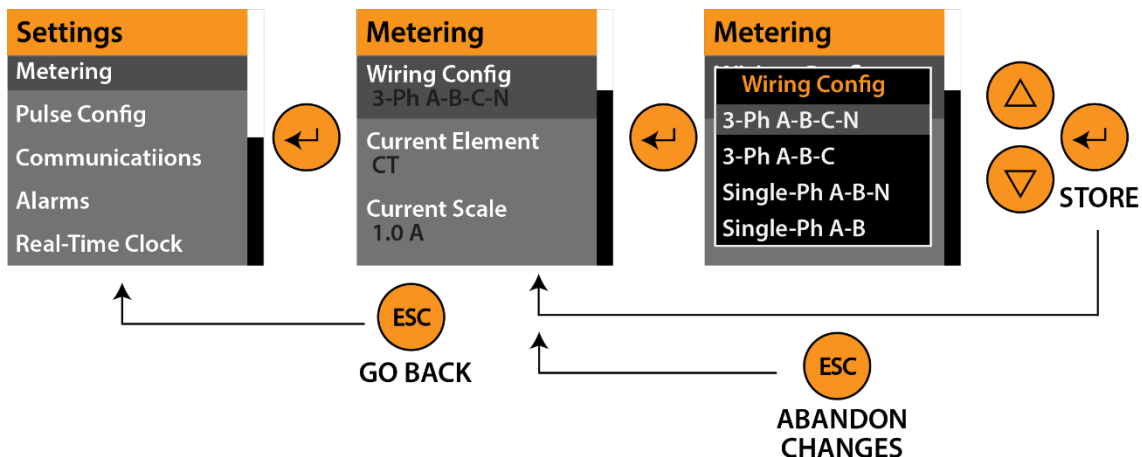 Settings
Metering
Pulse Config
Communicatiions
Alarms
Real-Time Clock
Metering
Wiring Config
3-Ph A-B-C-N
Current Element
CT
Current Scale
1.0 A
Metering
Wiring Config
3-Ph A-B-C-N
3-Ph A-B-C
Single-Ph A-B-N
Single-Ph A-B
STORE
ESC
GO BACK
ESC
ABANDON
CHANGES